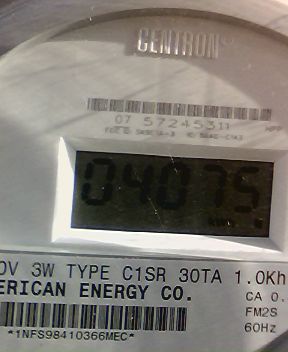 CENTRON®
07 57245311
04075
0V 3W TYPE C1SR 30TA 1.0Kh
ERICAN ENERGY CO.
CA 0.
FM2S
60Hz
*1NFS98410366MEC*